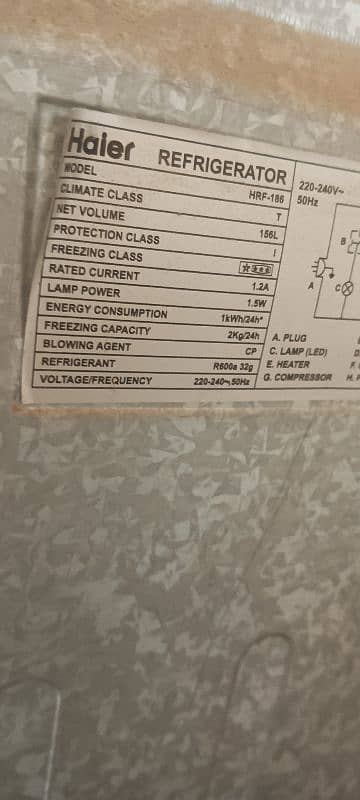 Haier REFRIGERATOR
MODEL HRF-186
CLIMATE CLASS T
NET VOLUME 156L
PROTECTION CLASS I
FREEZING CLASS
RATED CURRENT 1.2A
LAMP POWER 1.5W
ENERGY CONSUMPTION 1kWh/24h*
FREEZING CAPACITY 2Kg/24h
BLOWING AGENT CP
REFRIGERANT R600a 32g
VOLTAGE/FREQUENCY 220-240~,50Hz
220-240V~
50Hz
B
A
C
A. PLUG
C. LAMP (LED)
E. HEATER
G. COMPRESSOR